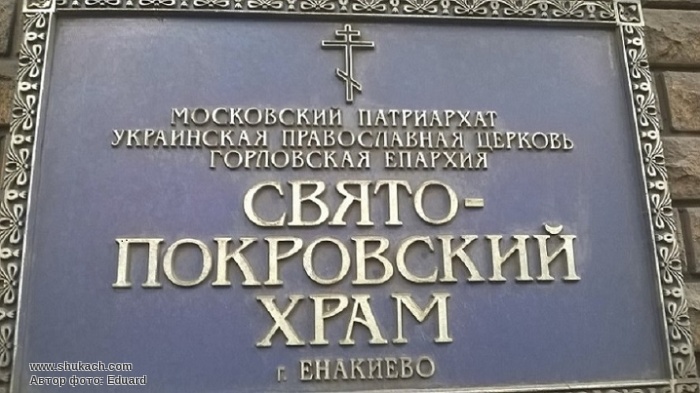 МОСКОВСКИЙ ПАТРИАРХАТ
УКРАИНСКАЯ ПРАВОСЛАВНАЯ ЦЕРКОВЬ
ГОРЛОВСКАЯ ЕПАРХИЯ
СВЯТО-
ПОКРОВСКИЙ
ХРАМ
г. ЕНАКИЕВО
www.shukach.com
Автор фото: Eduard